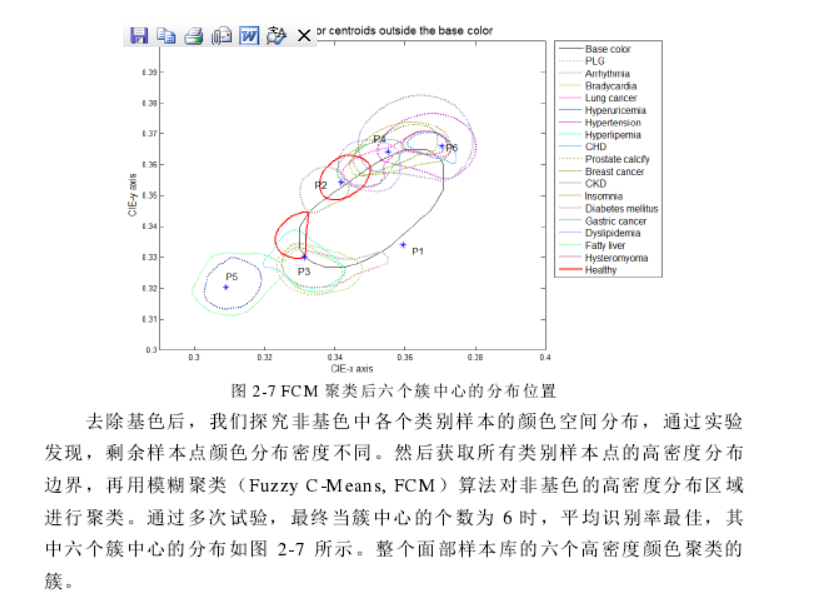 or centroids outside the base color
Base color
PLG
Arrhythmia
Bradycardia
Lung cancer
Hyperuricemia
Hypertension
Hyperlipemia
CHD
Prostate calcify
Breast cancer
CKD
Insomnia
Diabetes mellitus
Gastric cancer
Dyslipidemia
Fatty liver
Hysteromyoma
Healthy
0.39
0.38
0.37
0.36
0.35
0.34
0.33
0.32
0.31
0.3
CIE-y axis
P4
P6
P2
P1
P3
P5
0.3 0.32 0.34 0.36 0.38 0.4
CIE-x axis
图 2-7 FCM 聚类后六个簇中心的分布位置
去除基色后，我们探究非基色中各个类别样本的颜色空间分布，通过实验
发现，剩余样本点颜色分布密度不同。然后获取所有类别样本点的高密度分布
边界，再用模糊聚类（Fuzzy C-Means, FCM）算法对非基色的高密度分布区域
进行聚类。通过多次试验，最终当簇中心的个数为 6 时，平均识别率最佳，其
中六个簇中心的分布如图 2-7 所示。整个面部样本库的六个高密度颜色聚类的
簇。